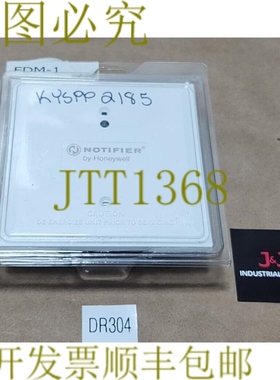 图必究
FDM-1
KYSPP2185
NOTIFIER
by Honeywell
JTT1368
CAUTION
J&J
INDUSTRIAL
DR304
开发票顺丰包邮